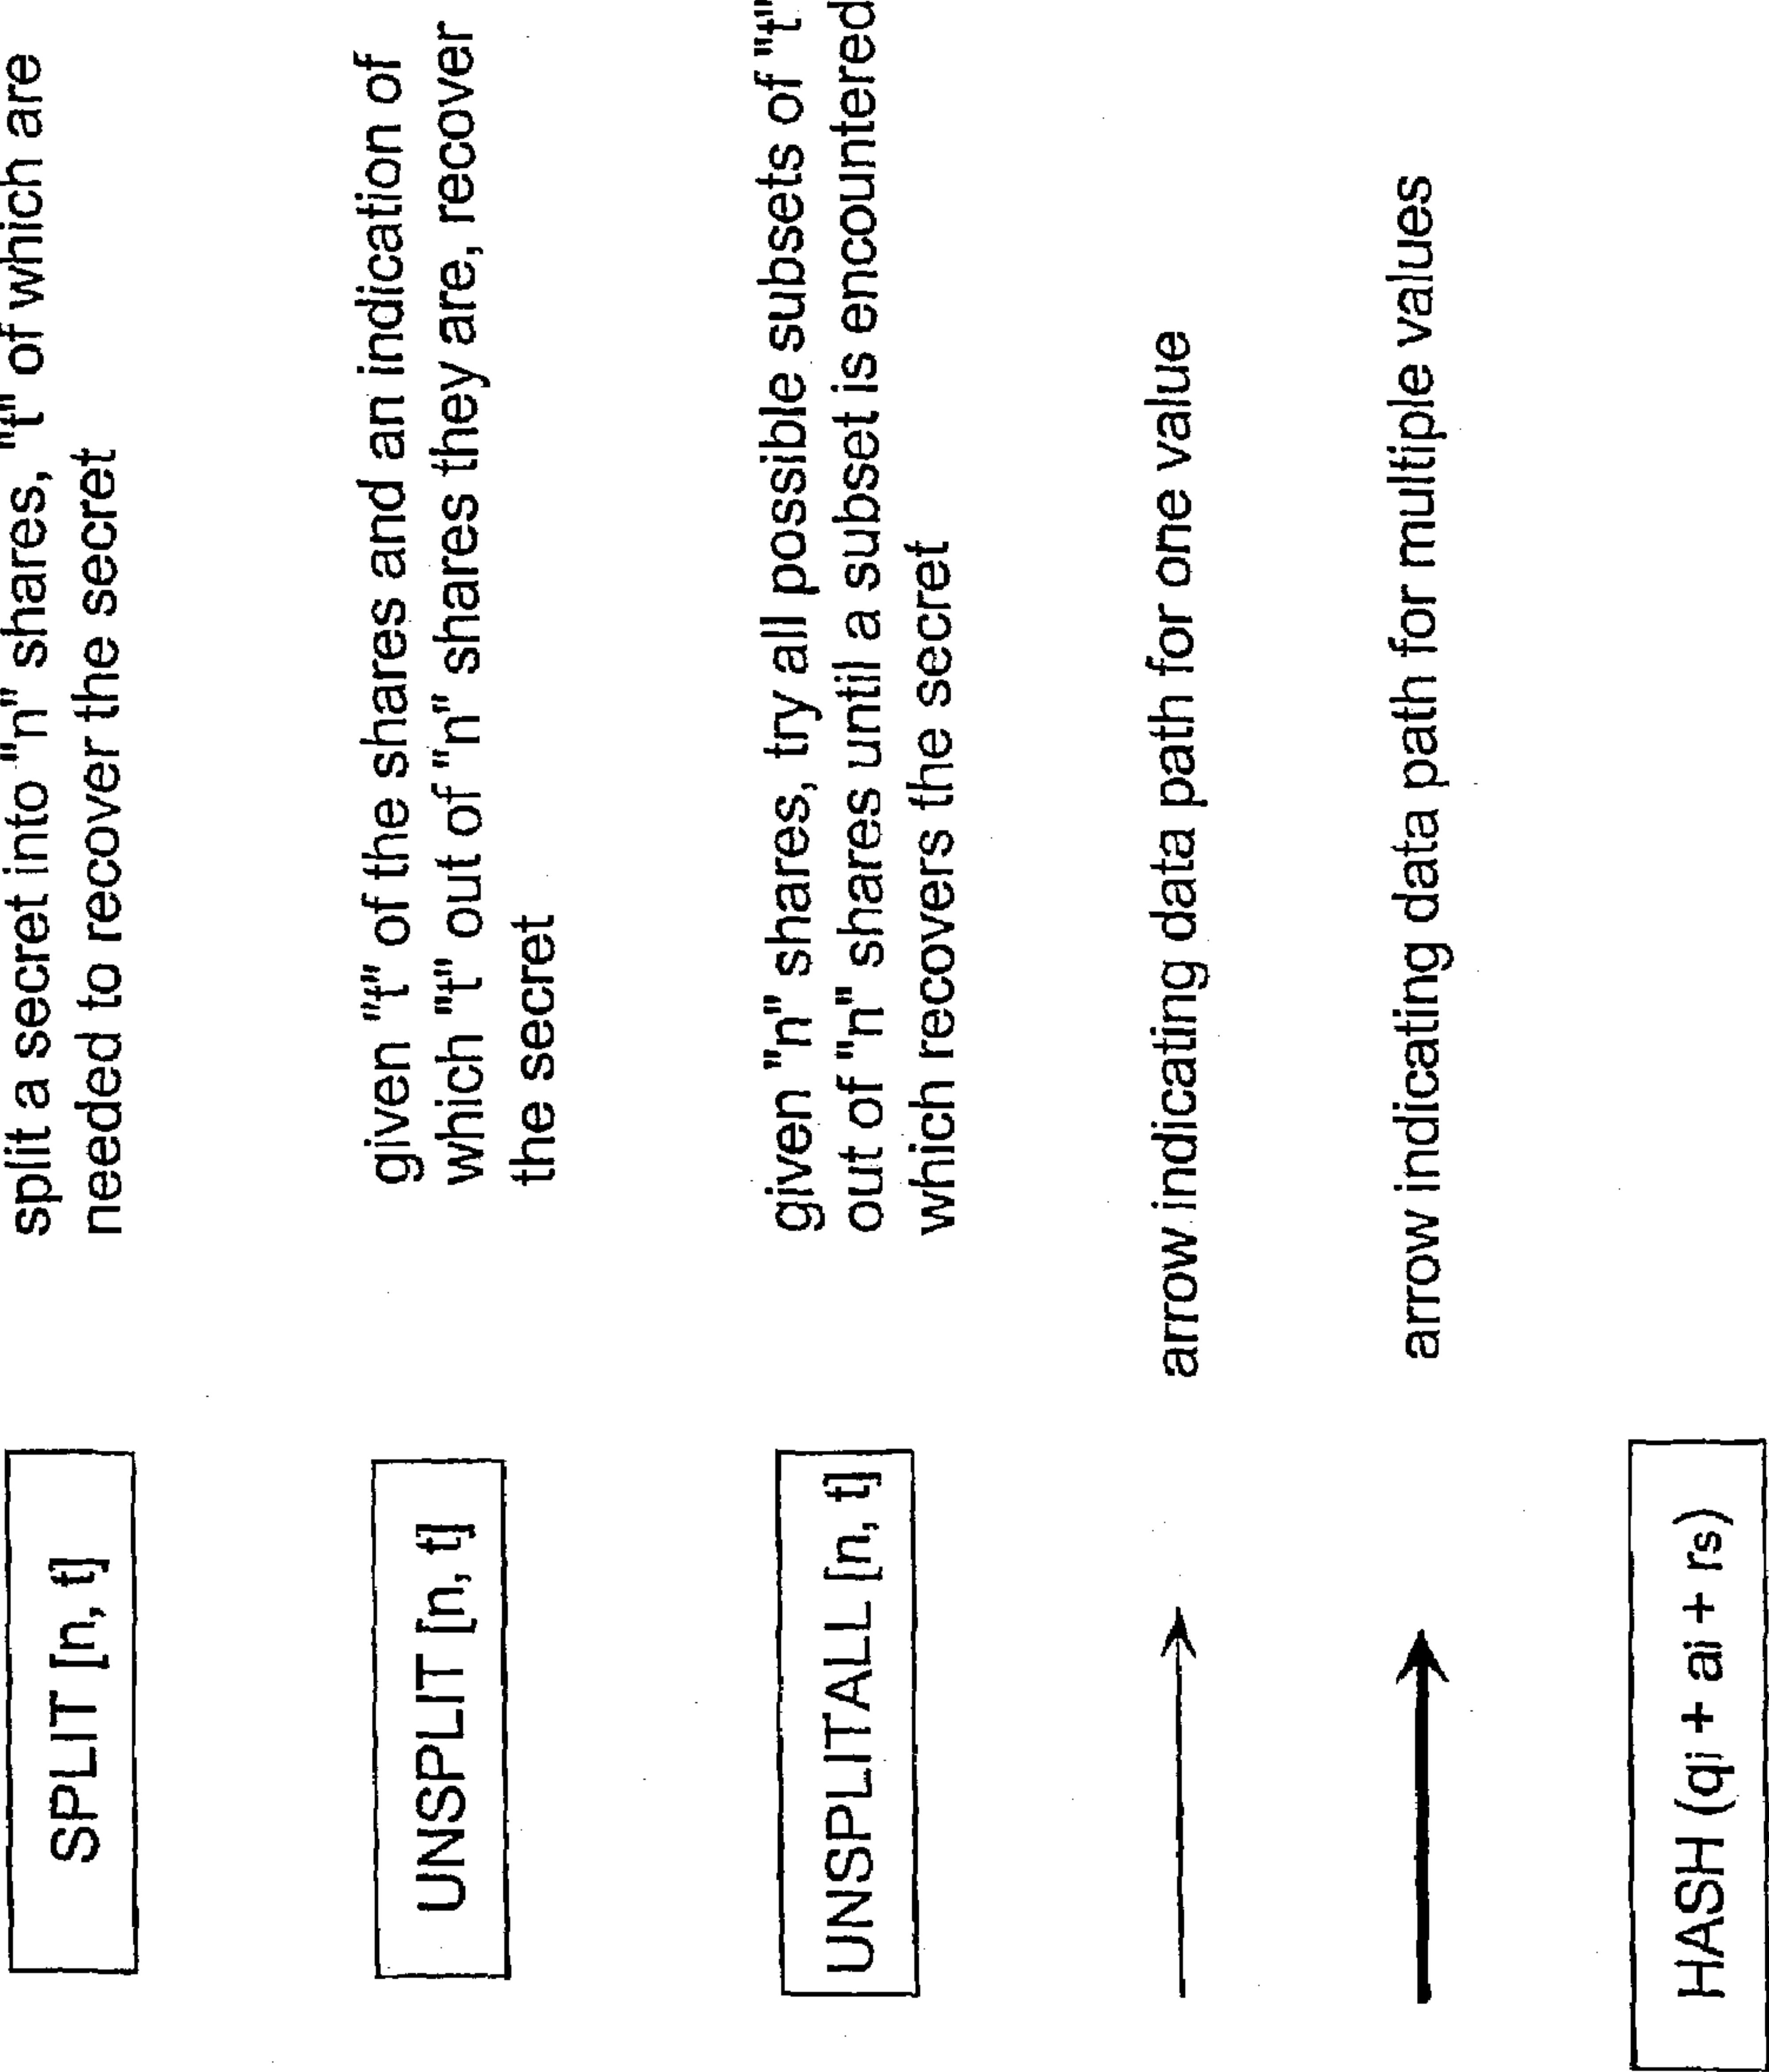 SPLIT [n, t]
split a secret into "n" shares, "t" of which are
needed to recover the secret
UNSPLIT [n, t]
given "t" of the shares and an indication of
which "t" out of "n" shares they are, recover
the secret
UNSPLITALL [n, t]
given "n" shares, try all possible subsets of "t"
out of "n" shares until a subset is encountered
which recovers the secret
arrow indicating data path for one value
arrow indicating data path for multiple values
HASH (qi + ai + rs)